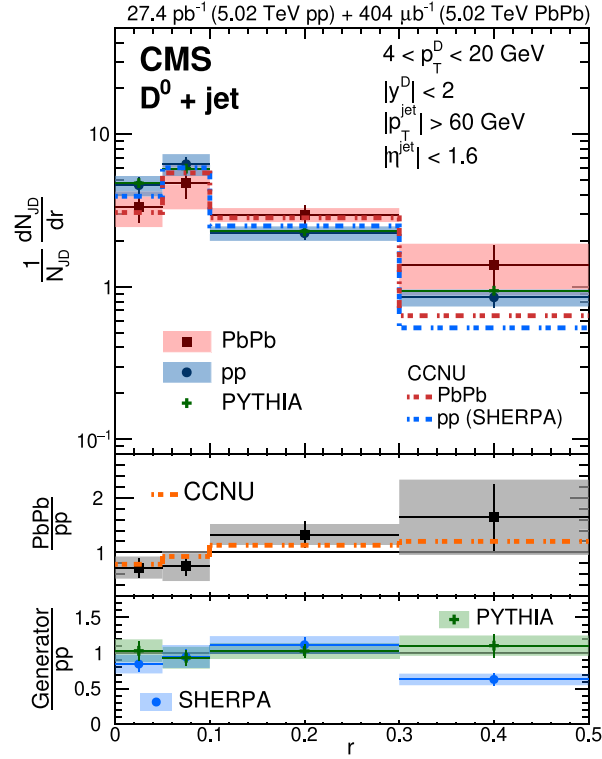 27.4 pb⁻¹ (5.02 TeV pp) + 404 μb⁻¹ (5.02 TeV PbPb)
CMS
D⁰ + jet
4 < p_T^D < 20 GeV
|y^D| < 2
|p_T^jet| > 60 GeV
|η^jet| < 1.6
10
1
10⁻¹
1/N_JD dN_JD/dr
PbPb
pp
PYTHIA
CCNU
PbPb
pp (SHERPA)
PbPb/pp
2
1
CCNU
Generator/pp
1.5
1
0.5
0
PYTHIA
SHERPA
0 0.1 0.2 0.3 0.4 0.5
r